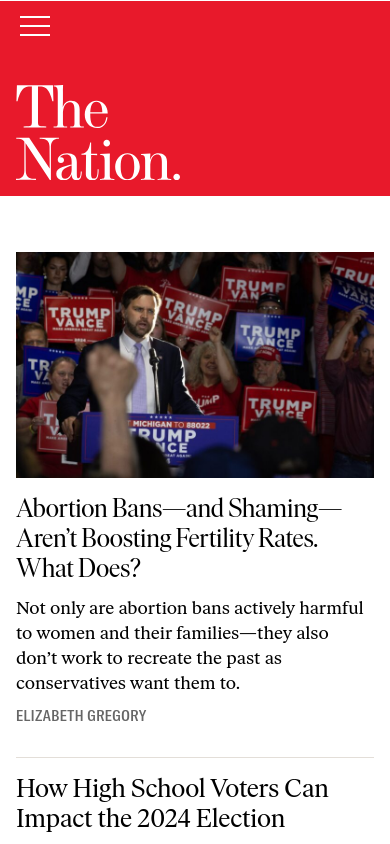 The
Nation.
TRUMP
VANCE
TRUMP
VANCE
TRUMP
VANCE
TRUMP
VANCE
TRUMP
VANCE
MICHIGAN TO 88022
TRUMP
VANCE
Abortion Bans—and Shaming—
Aren’t Boosting Fertility Rates.
What Does?
Not only are abortion bans actively harmful
to women and their families—they also
don’t work to recreate the past as
conservatives want them to.
ELIZABETH GREGORY
How High School Voters Can
Impact the 2024 Election